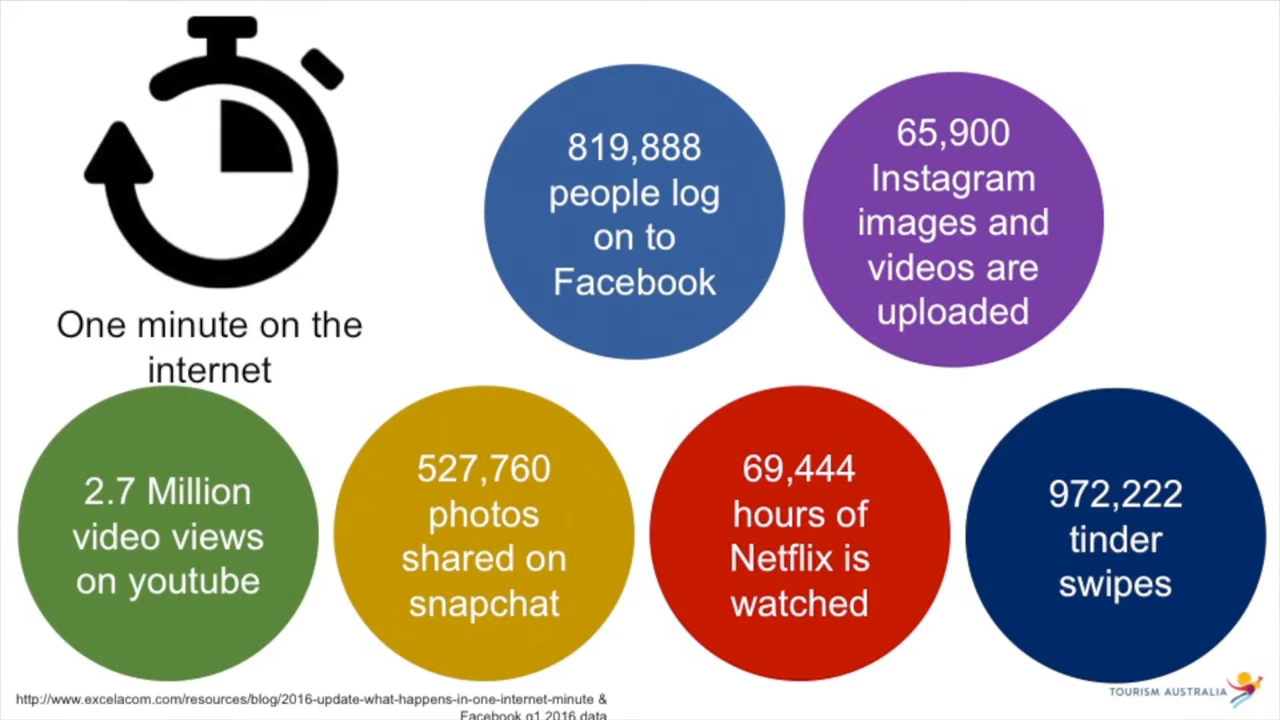 One minute on the
internet
819,888
people log
on to
Facebook
65,900
Instagram
images and
videos are
uploaded
2.7 Million
video views
on youtube
527,760
photos
shared on
snapchat
69,444
hours of
Netflix is
watched
972,222
tinder
swipes
http://www.excelacom.com/resources/blog/2016-update-what-happens-in-one-internet-minute &
Facebook q1 2016 data
TOURISM AUSTRALIA